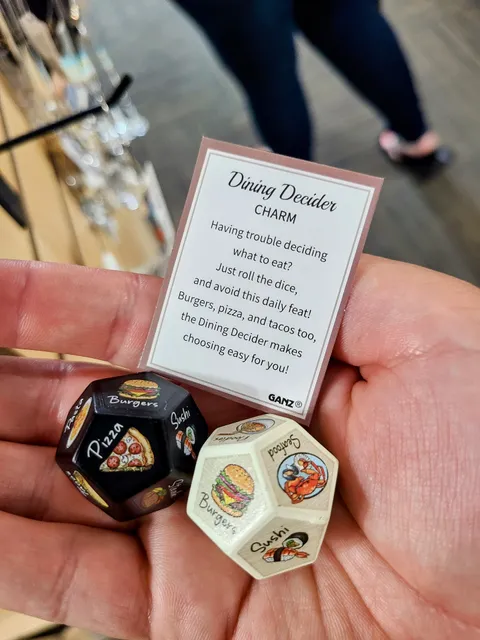 Dining Decider
CHARM
Having trouble deciding
what to eat?
Just roll the dice,
and avoid this daily feat!
Burgers, pizza, and tacos too,
the Dining Decider makes
choosing easy for you!
GANZ®
Burgers
Pizza
Sushi
Seafood
Burgers
Sushi